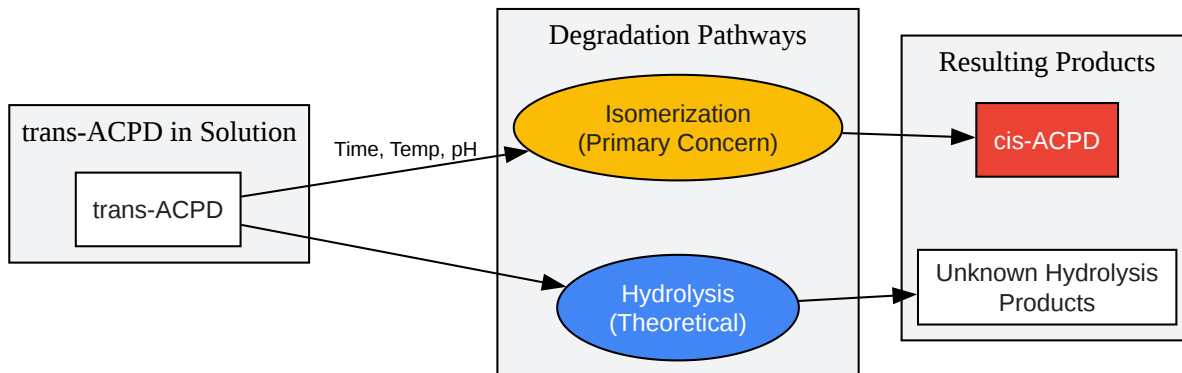 trans-ACPD in Solution
trans-ACPD
Time, Temp, pH
Degradation Pathways
Isomerization
(Primary Concern)
Hydrolysis
(Theoretical)
Resulting Products
cis-ACPD
Unknown Hydrolysis
Products